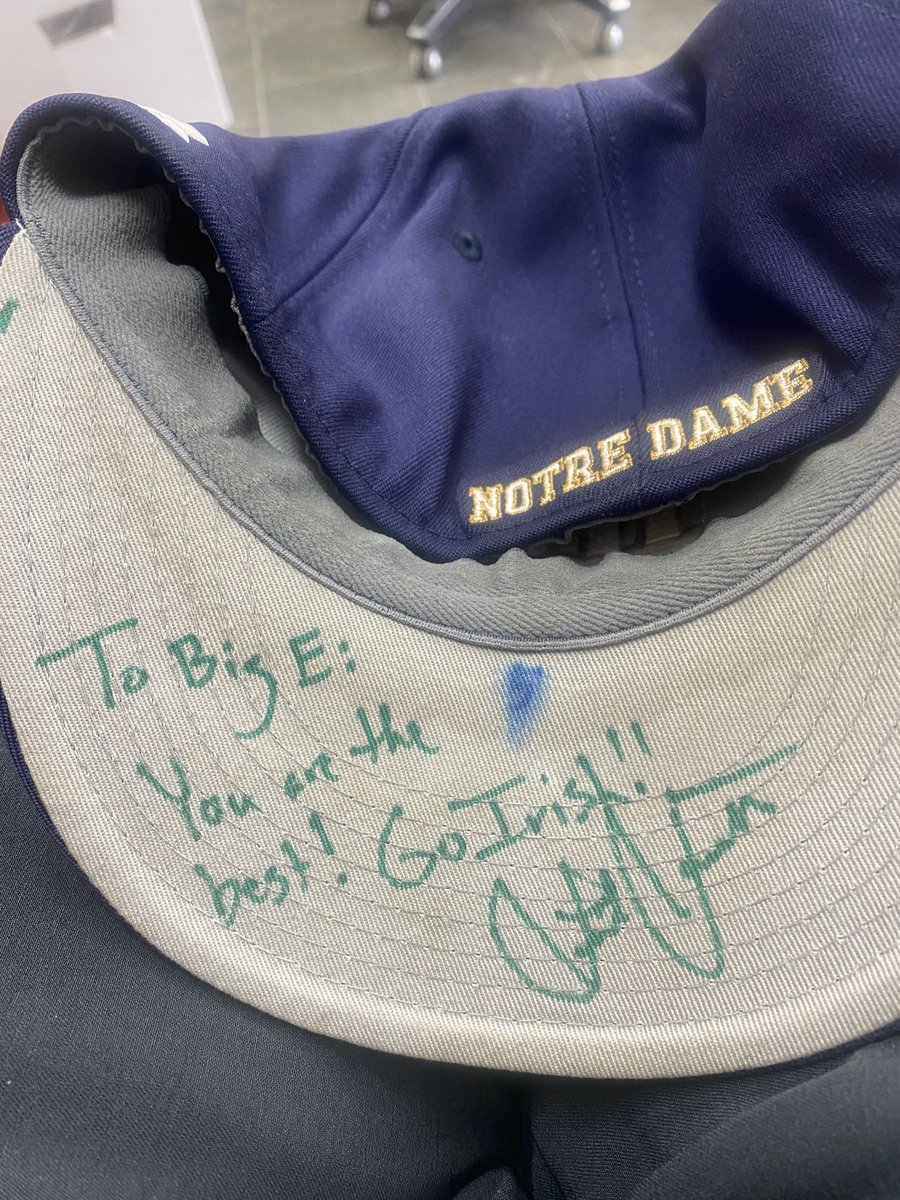 NOTRE DAME
To Big E:
You are the
best! Go Irish!!